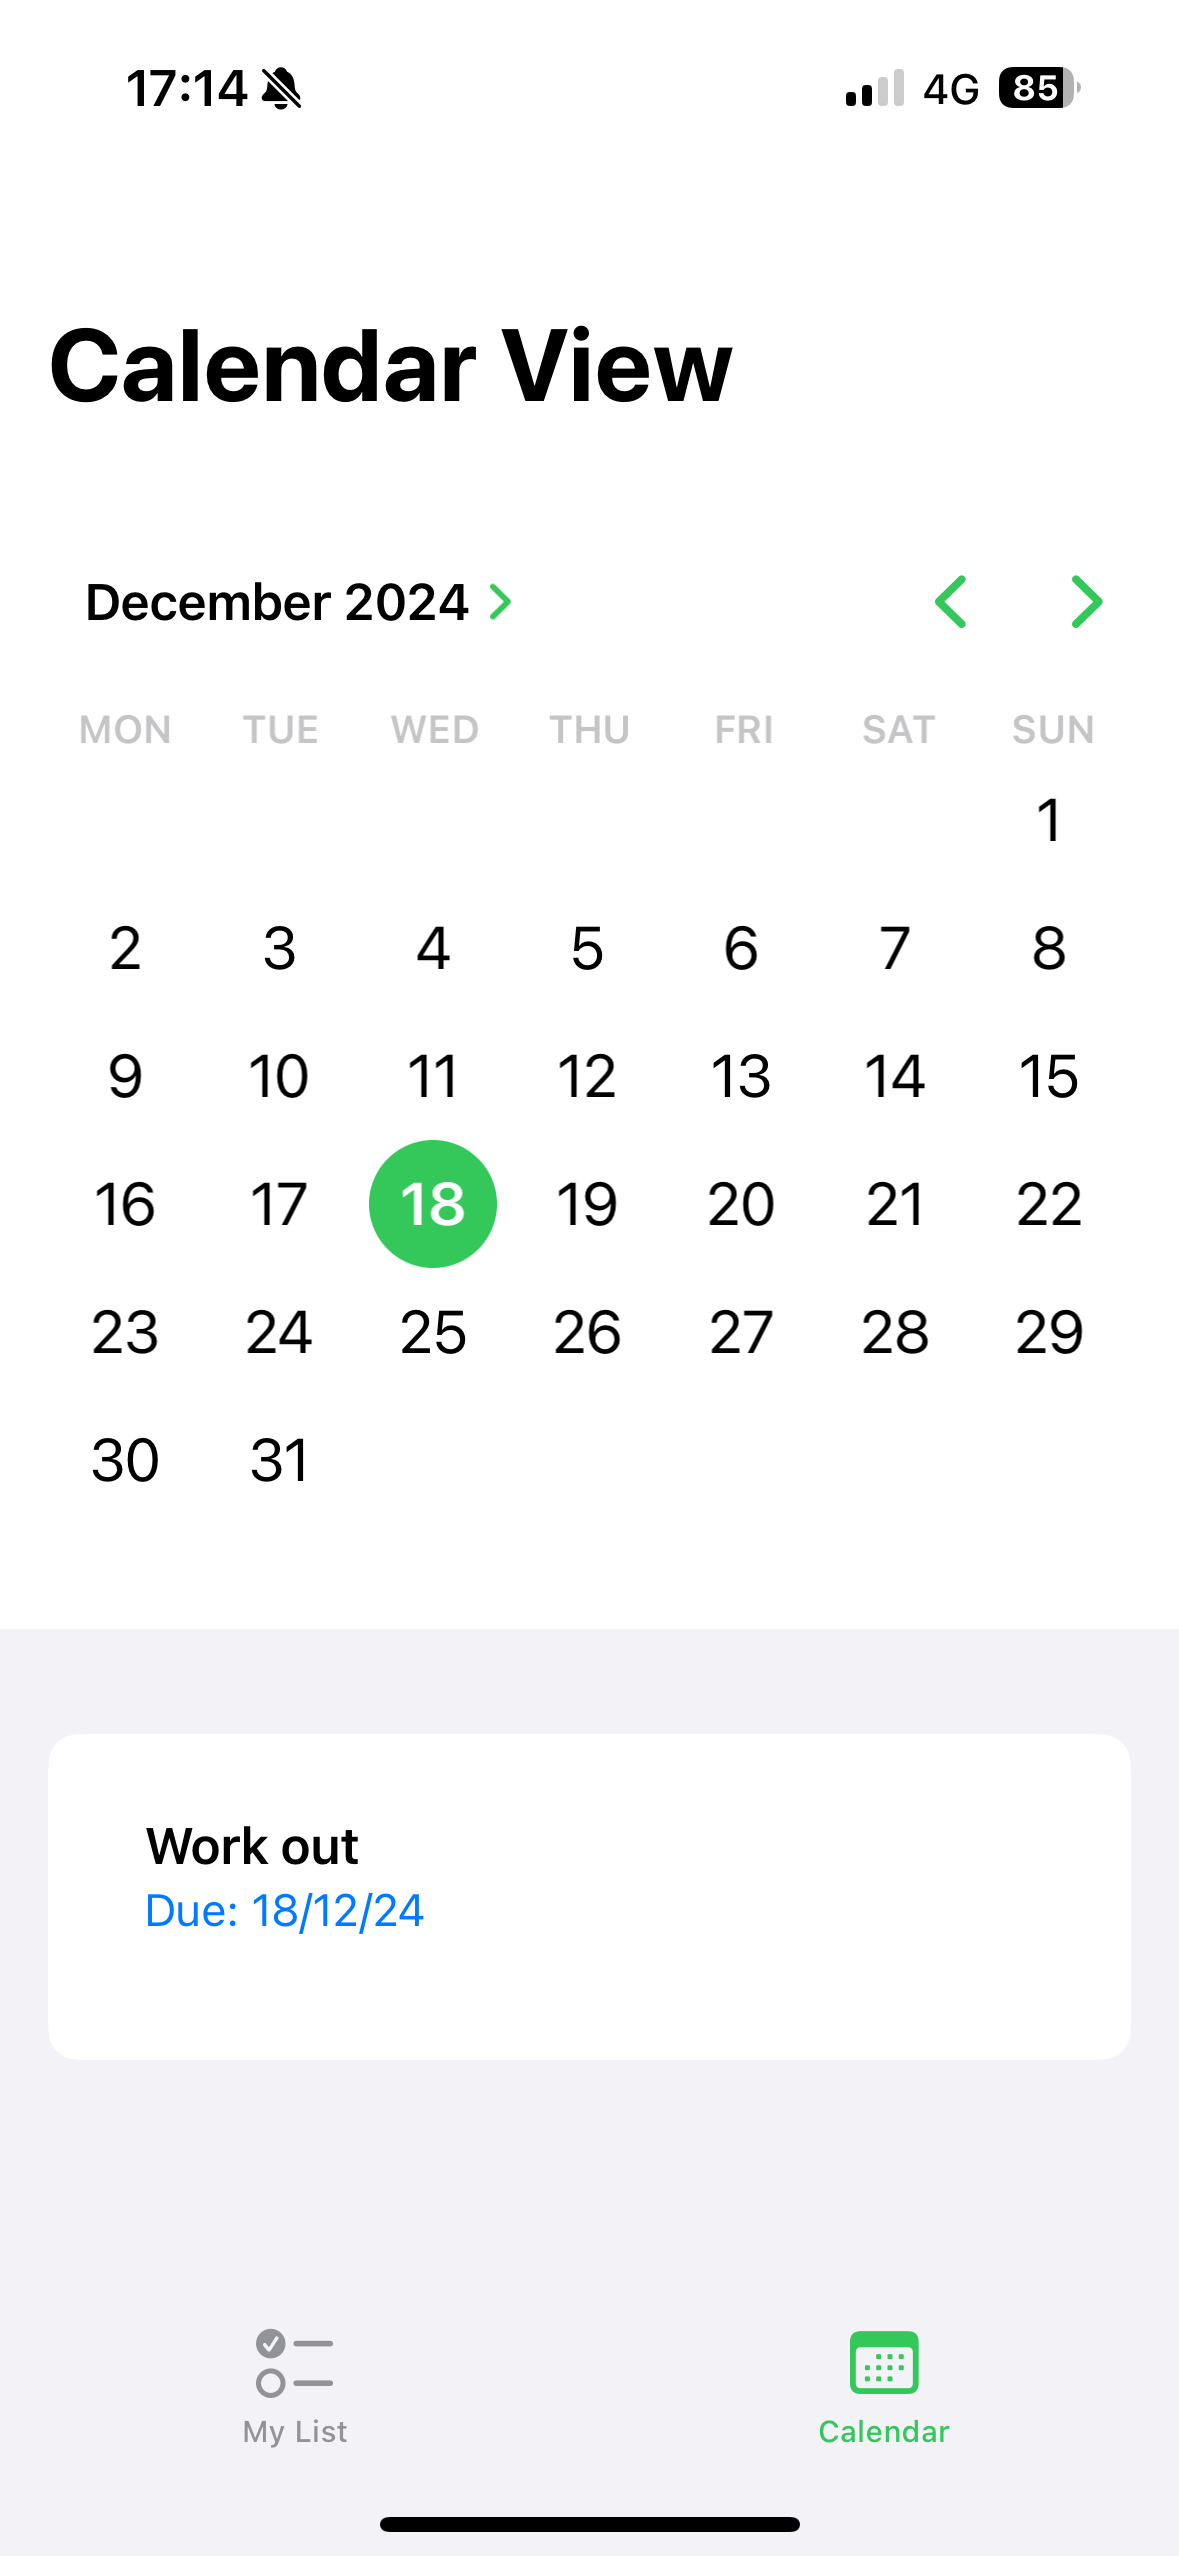 17:14 4G 85
Calendar View
December 2024
MON TUE WED THU FRI SAT SUN
1
2 3 4 5 6 7 8
9 10 11 12 13 14 15
16 17 18 19 20 21 22
23 24 25 26 27 28 29
30 31
Work out
Due: 18/12/24
My List Calendar